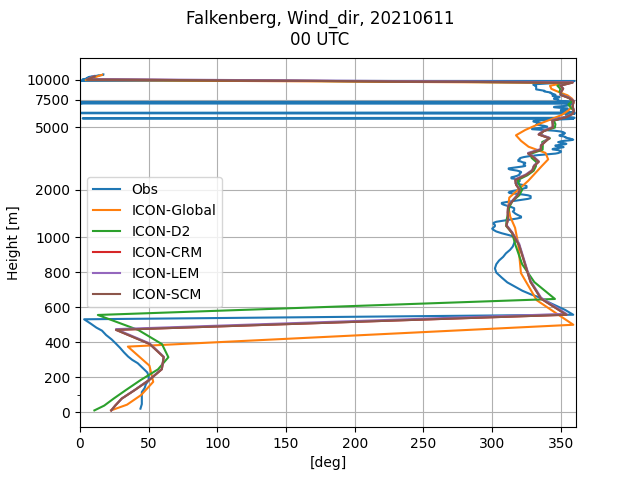 Falkenberg, Wind_dir, 20210611
00 UTC
10000
7500
5000
2000
1000
800
600
400
200
0
Height [m]
Obs
ICON-Global
ICON-D2
ICON-CRM
ICON-LEM
ICON-SCM
0 50 100 150 200 250 300 350
[deg]